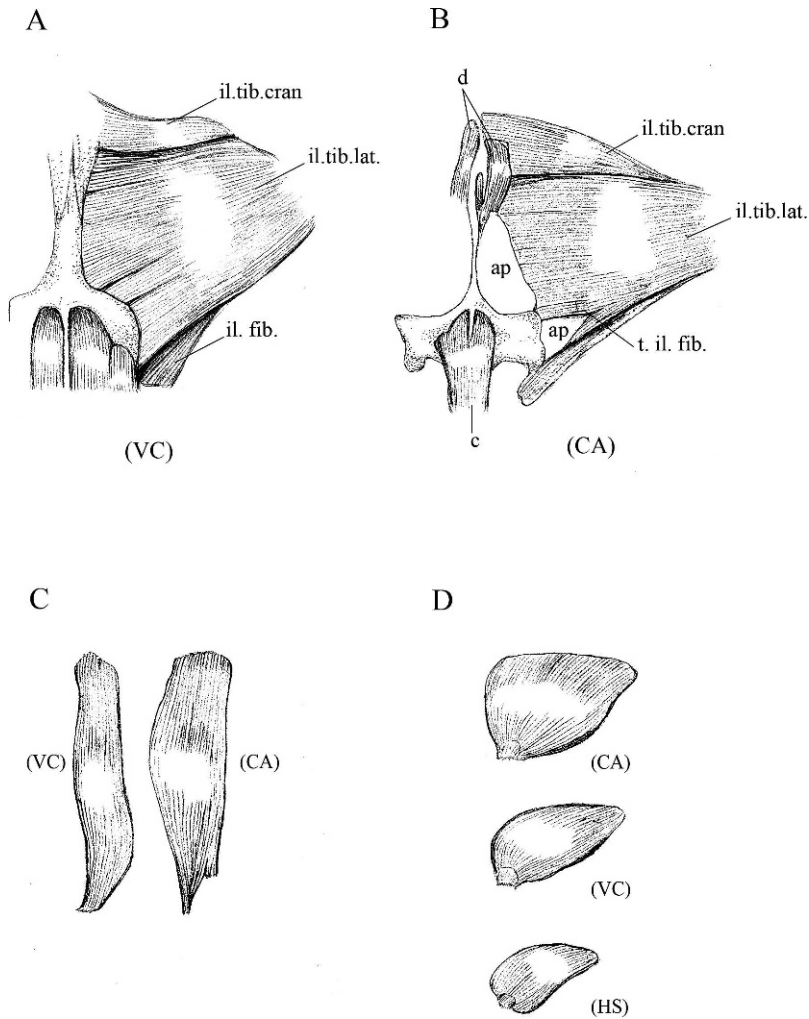 A
il.tib.cran
il.tib.lat.
il. fib.
(VC)
B
d
il.tib.cran
il.tib.lat.
ap
ap
t. il. fib.
c
(CA)
C
(VC)
(CA)
D
(CA)
(VC)
(HS)